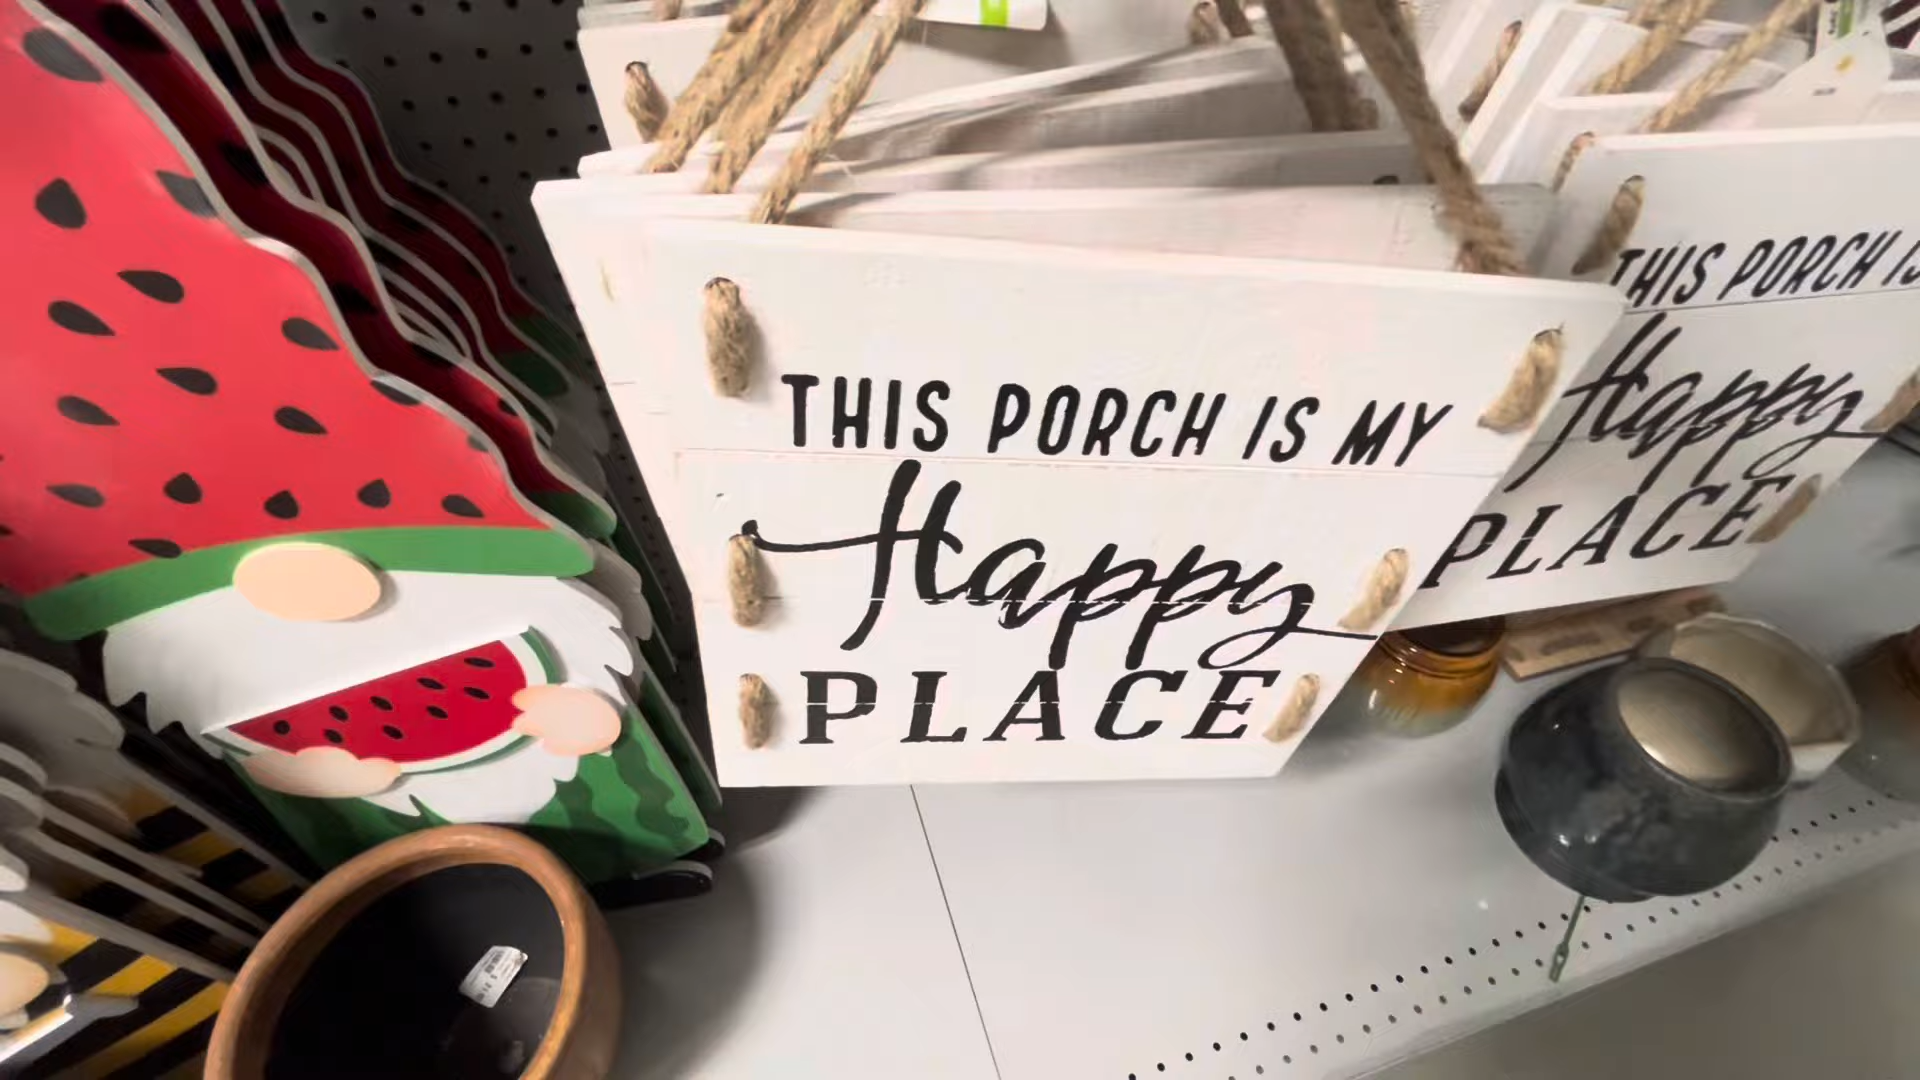 THIS PORCH IS MY
Happy
PLACE
THIS PORCH IS
Happy
PLACE